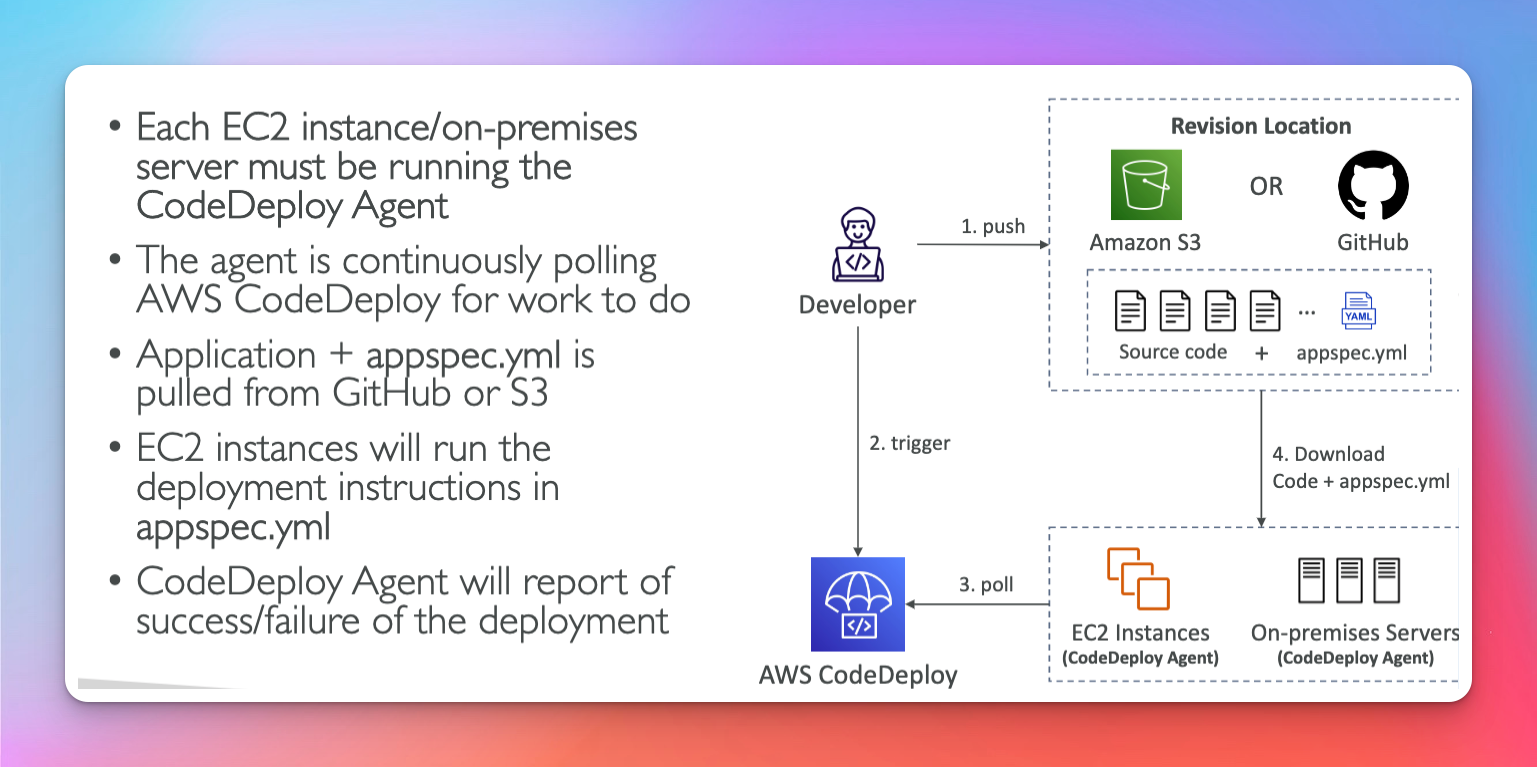 • Each EC2 instance/on-premises
server must be running the
CodeDeploy Agent
• The agent is continuously polling
AWS CodeDeploy for work to do
• Application + appspec.yml is
pulled from GitHub or S3
• EC2 instances will run the
deployment instructions in
appspec.yml
• CodeDeploy Agent will report of
success/failure of the deployment
Revision Location
Amazon S3
OR
GitHub
1. push
</>
Developer
YAML
...
Source code + appspec.yml
2. trigger
4. Download
Code + appspec.yml
3. poll
</>
AWS CodeDeploy
EC2 Instances
(CodeDeploy Agent)
On-premises Servers
(CodeDeploy Agent)